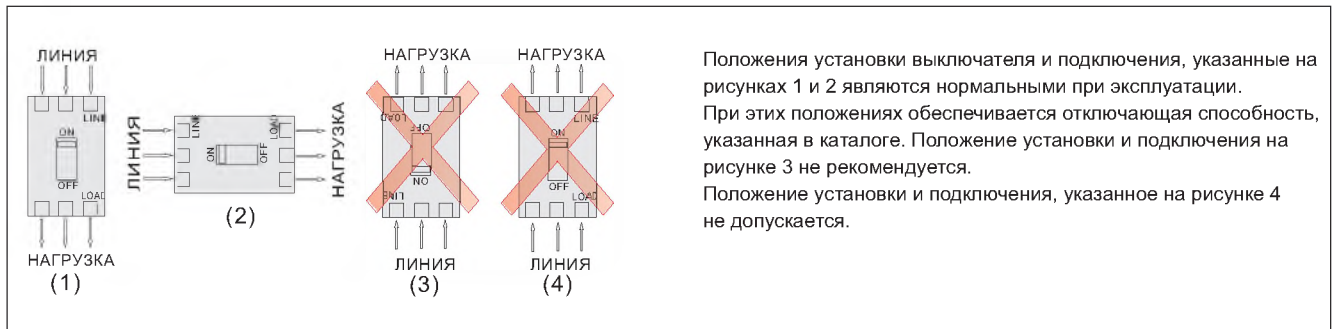 ЛИНИЯ
LINE
ON
OFF
LOAD
НАГРУЗКА
(1)
ЛИНИЯ
LINE
ON
OFF
LOAD
НАГРУЗКА
(2)
НАГРУЗКА
LOAD
OFF
ON
LINE
ЛИНИЯ
(3)
НАГРУЗКА
LINE
ON
OFF
LOAD
ЛИНИЯ
(4)
Положения установки выключателя и подключения, указанные на
рисунках 1 и 2 являются нормальными при эксплуатации.
При этих положениях обеспечивается отключающая способность,
указанная в каталоге. Положение установки и подключения на
рисунке 3 не рекомендуется.
Положение установки и подключения, указанное на рисунке 4
не допускается.